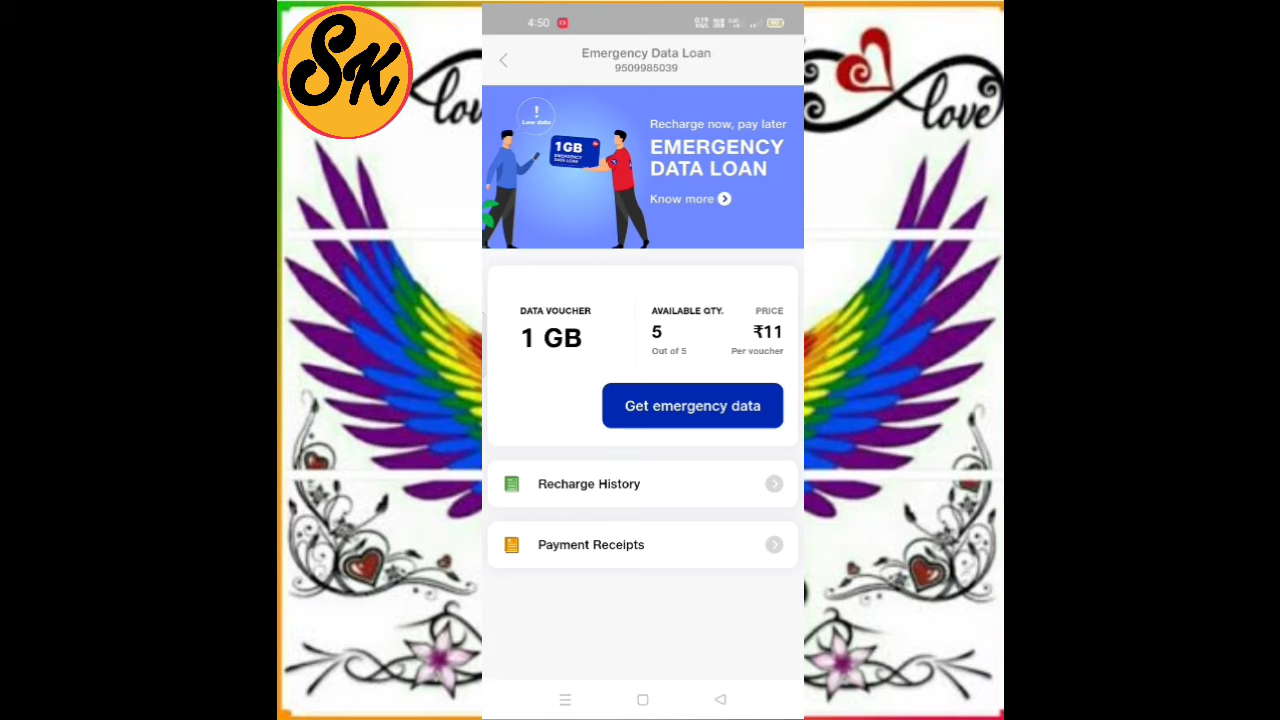 SK
love
love
4:50
Emergency Data Loan
9509985039
! 
Low data
1GB
EMERGENCY
DATA LOAN
Recharge now, pay later
EMERGENCY
DATA LOAN
Know more
DATA VOUCHER
1 GB
AVAILABLE QTY.
5
Out of 5
PRICE
₹11
Per voucher
Get emergency data
Recharge History
Payment Receipts